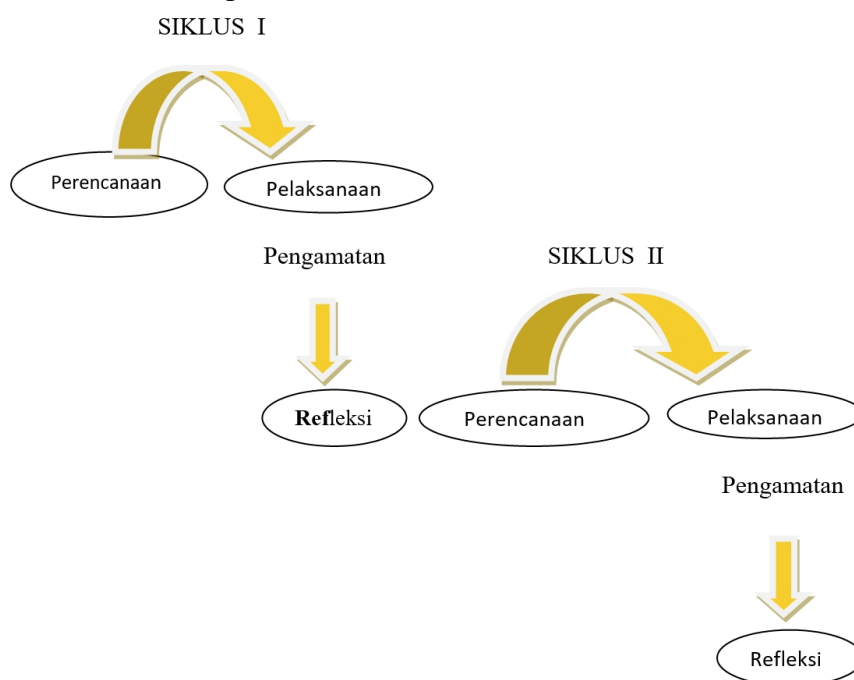 SIKLUS I
Perencanaan
Pelaksanaan
Pengamatan
SIKLUS II
Refleksi
Perencanaan
Pelaksanaan
Pengamatan
Refleksi